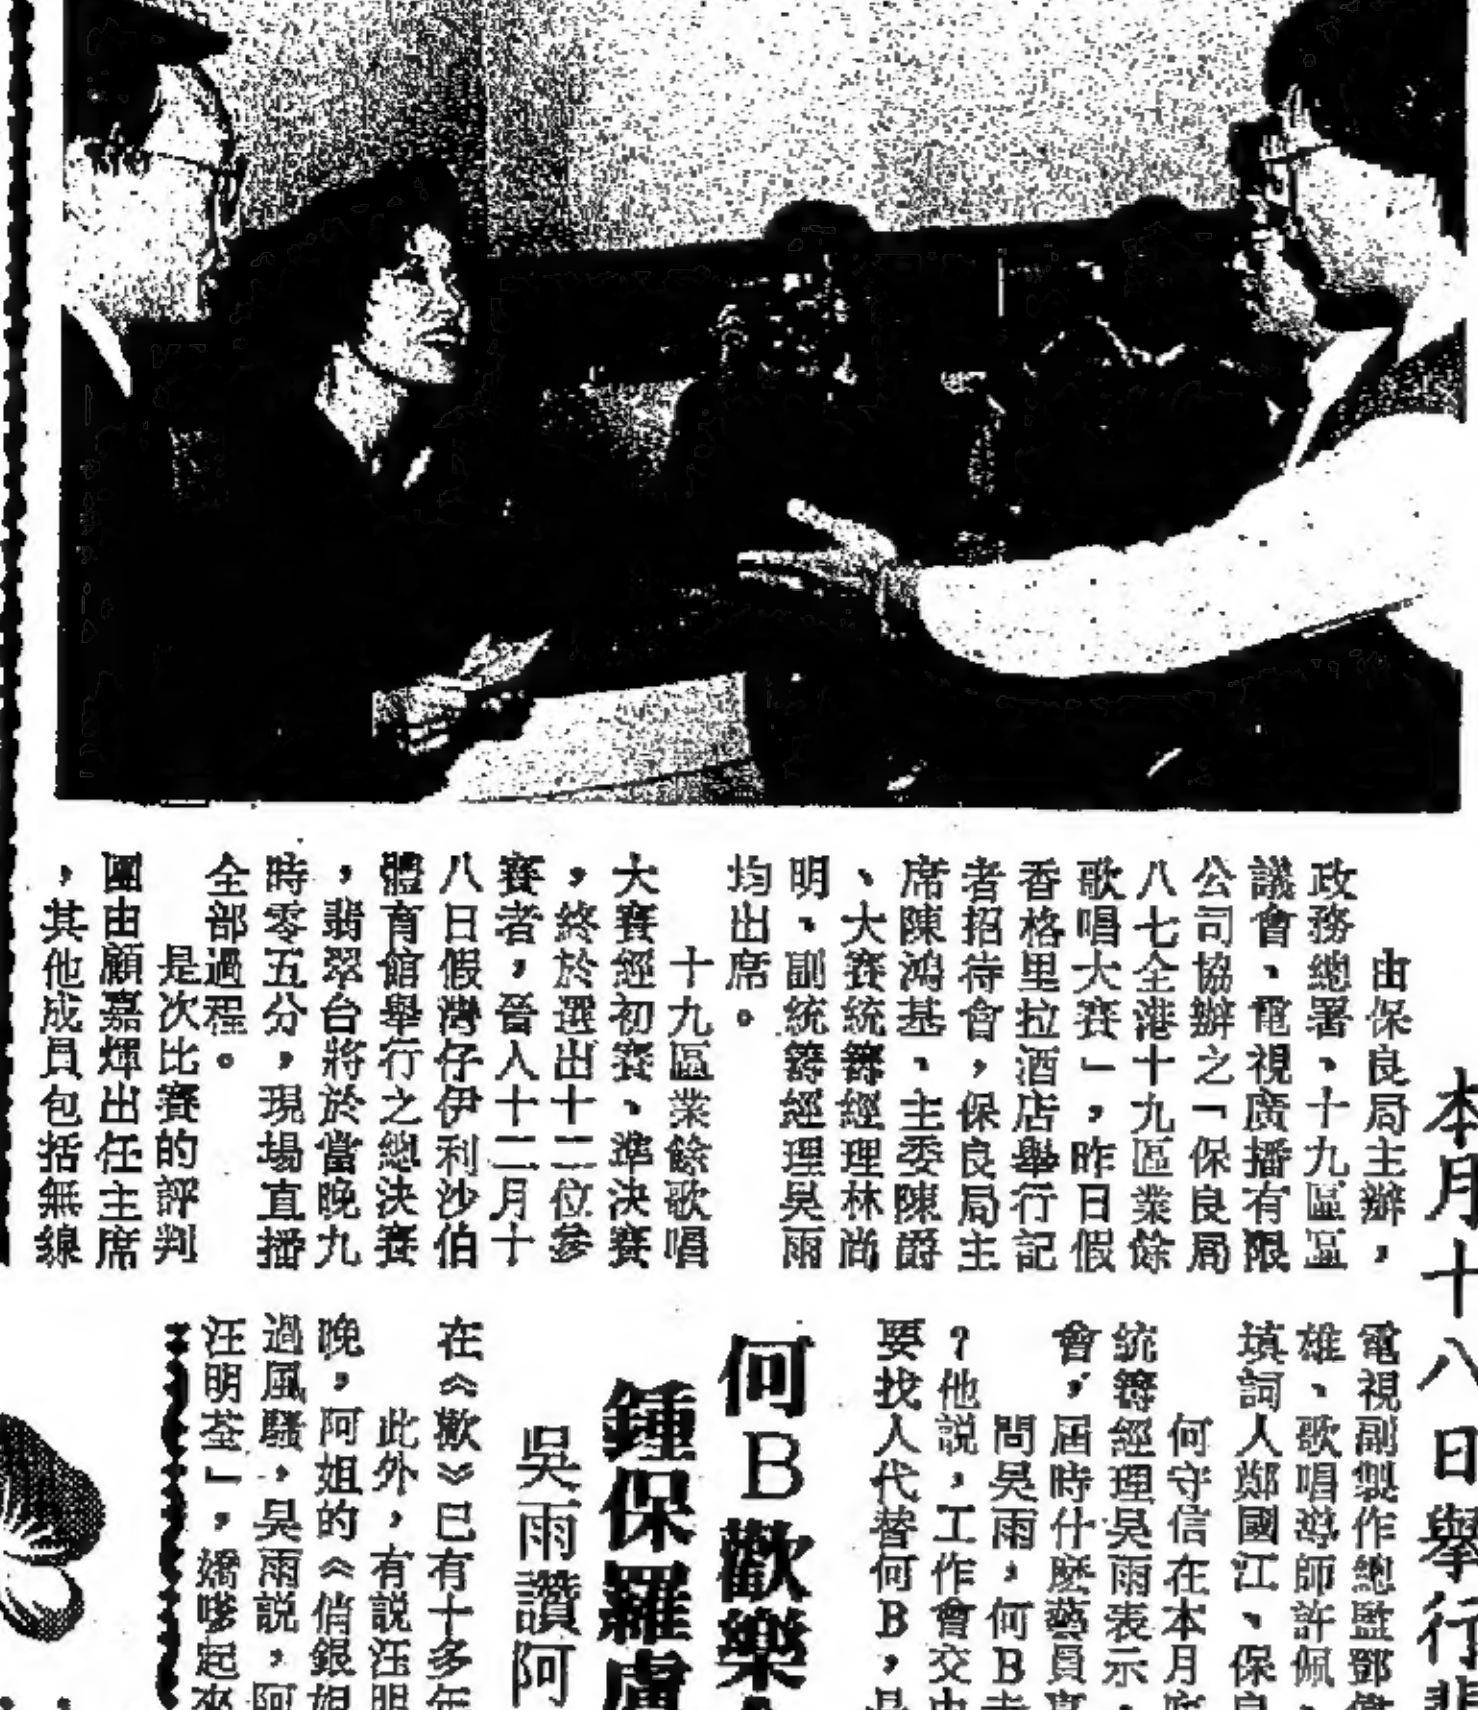 本月十八日舉行
由保良局主辦，
政務總署、十九區區
議會、電視廣播有限
公司協辦之「保良局
八七全港十九區業餘
歌唱大賽」，昨日假
香格里拉酒店舉行記
者招待會，保良局主
席陳鴻基、主委陳爵
、大賽統籌經理林尚
明、副統籌經理吳雨
均出席。
十九區業餘歌唱
大賽經初賽、準決賽
，終於選出十二位參
賽者，晉入十二月十
八日假灣仔伊利沙伯
體育館舉行之總決賽
，翡翠台將於當晚九
時零五分，現場直播
全部過程。
是次比賽的評判
團由顧嘉煇出任主席
，其他成員包括無線
電視副製作總監鄧偉
雄、歌唱導師許佩、
填詞人鄭國江、保良
何守信在本月
統籌經理吳雨表示，
會，屆時什麼藝員
問吳雨，何B
？他說，工作會交由
要找人代替何B，是
何B歡樂
鍾保羅
吳雨讚阿
在《歡》已有十多年
此外，有説汪明
晚，阿姐的《俏銀姐
過風騷，吳雨説，阿
汪明荃」，嬌嗲起來